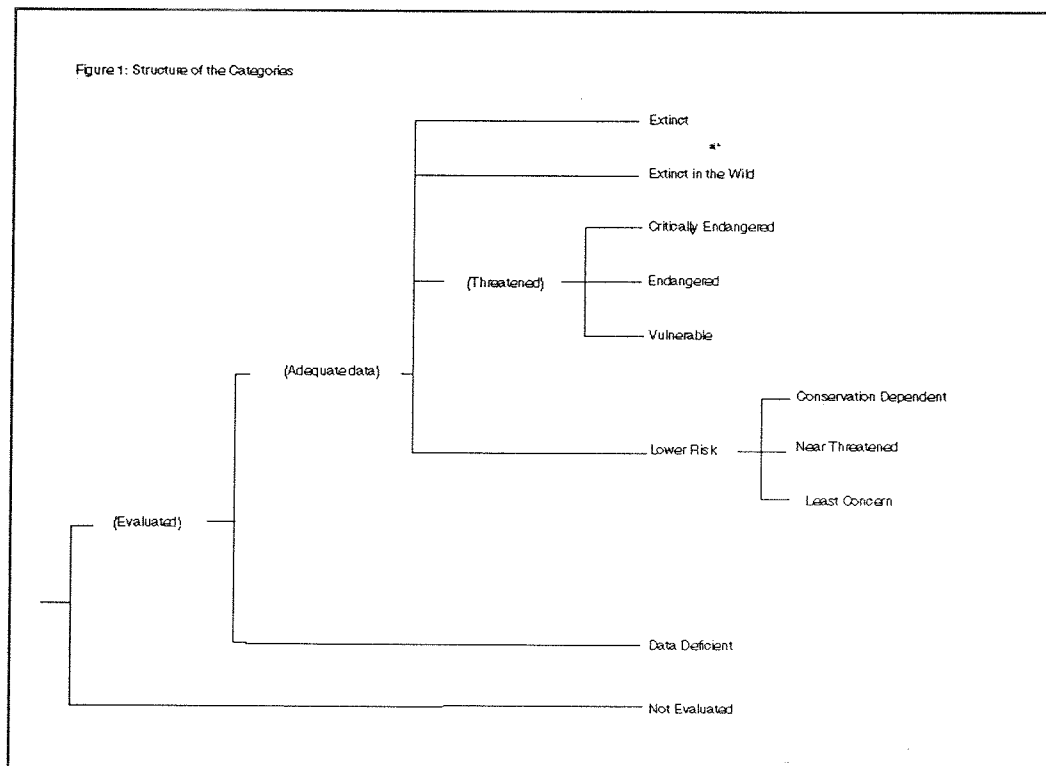 Figure 1: Structure of the Categories
Extinct
Extinct in the Wild
Critically Endangered
(Threatened)
Endangered
Vulnerable
(Adequate data)
Conservation Dependent
Lower Risk
Near Threatened
Least Concern
(Evaluated)
Data Deficient
Not Evaluated